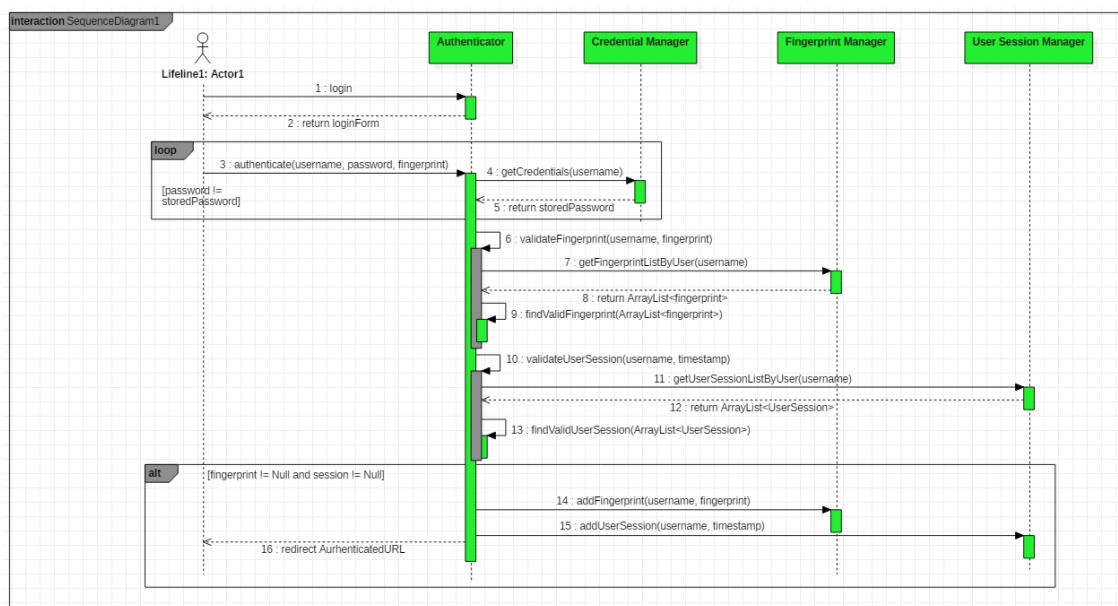 interaction SequenceDiagram1
Lifeline1: Actor1
Authenticator
Credential Manager
Fingerprint Manager
User Session Manager
1 : login
2 : return loginForm
loop
3 : authenticate(username, password, fingerprint)
4 : getCredentials(username)
[password !=
storedPassword]
5 : return storedPassword
6 : validateFingerprint(username, fingerprint)
7 : getFingerprintListByUser(username)
8 : return ArrayList<fingerprint>
9 : findValidFingerprint(ArrayList<fingerprint>)
10 : validateUserSession(username, timestamp)
11 : getUserSessionListByUser(username)
12 : return ArrayList<UserSession>
13 : findValidUserSession(ArrayList<UserSession>)
alt
[fingerprint != Null and session != Null]
14 : addFingerprint(username, fingerprint)
15 : addUserSession(username, timestamp)
16 : redirect AurhenticatedURL